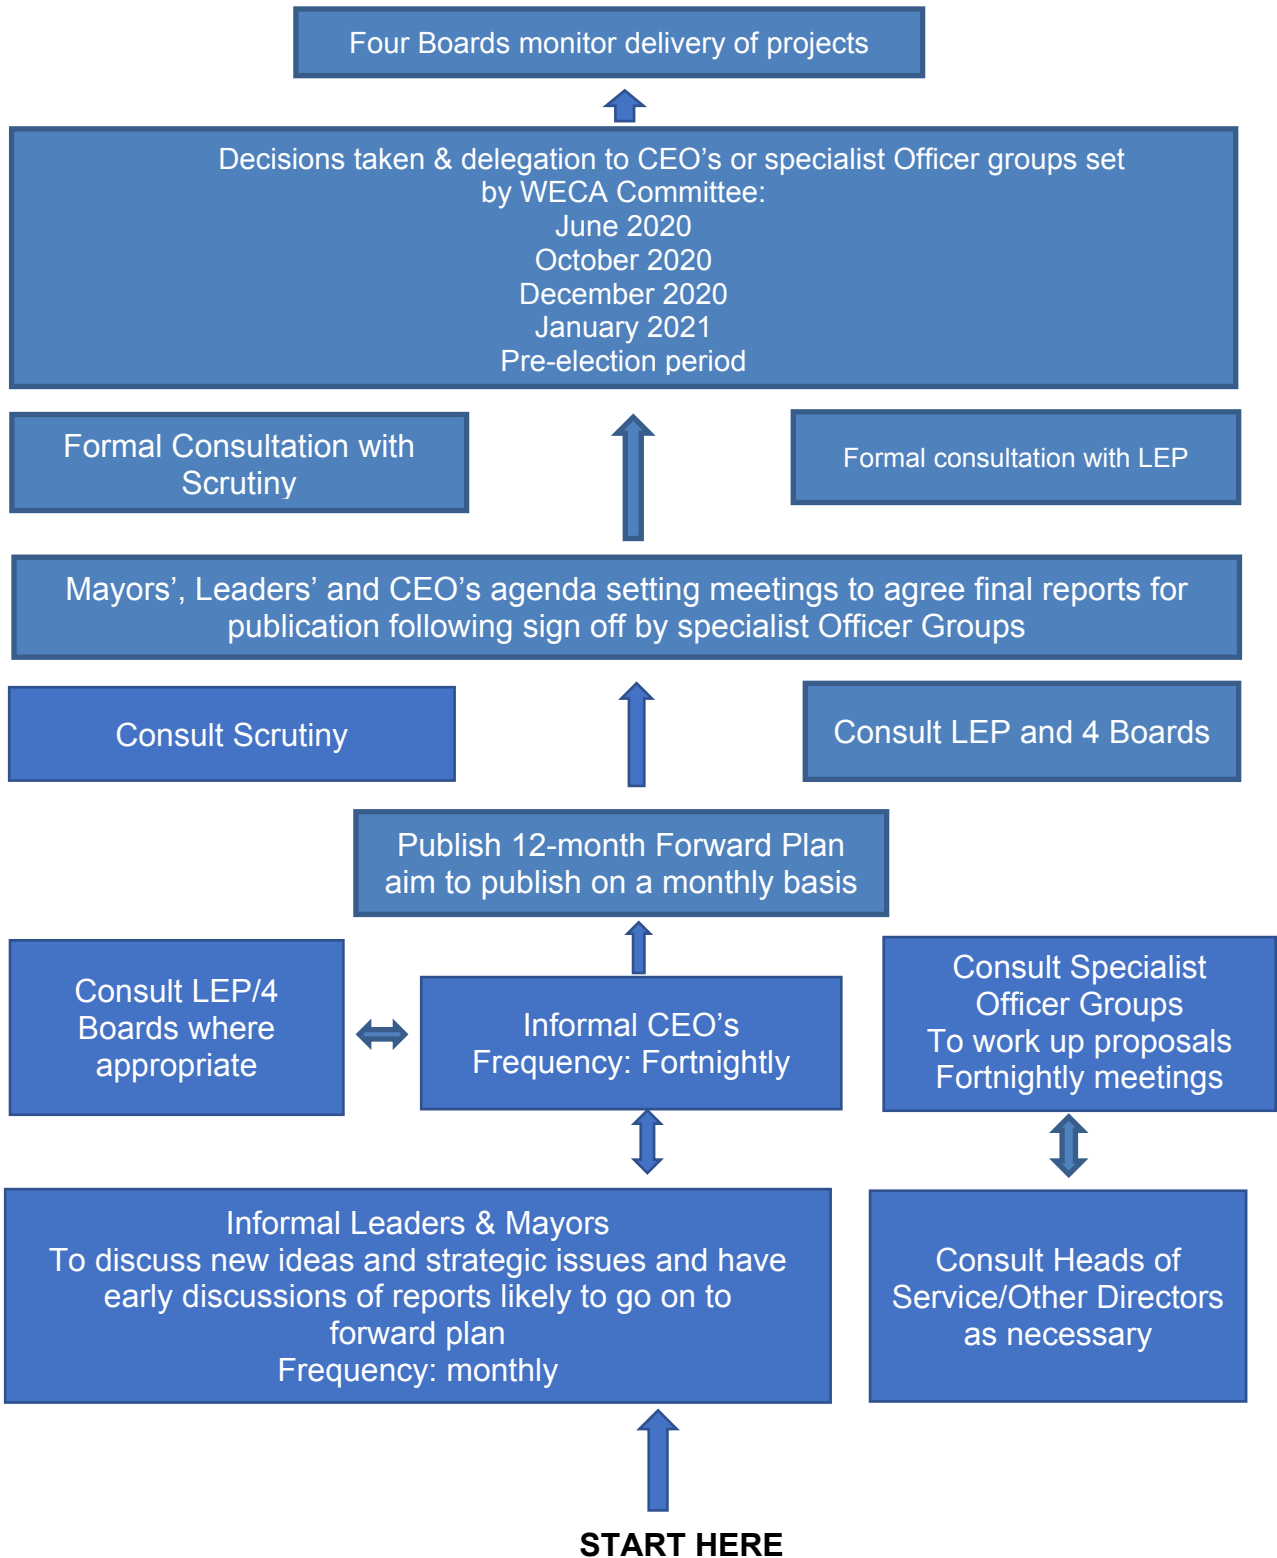 Four Boards monitor delivery of projects
Decisions taken & delegation to CEO's or specialist Officer groups set
by WECA Committee:
June 2020
October 2020
December 2020
January 2021
Pre-election period
Formal Consultation with
Scrutiny
Formal consultation with LEP
Mayors’, Leaders’ and CEO’s agenda setting meetings to agree final reports for
publication following sign off by specialist Officer Groups
Consult Scrutiny
Consult LEP and 4 Boards
Publish 12-month Forward Plan
aim to publish on a monthly basis
Consult LEP/4
Boards where
appropriate
Informal CEO’s
Frequency: Fortnightly
Consult Specialist
Officer Groups
To work up proposals
Fortnightly meetings
Informal Leaders & Mayors
To discuss new ideas and strategic issues and have
early discussions of reports likely to go on to
forward plan
Frequency: monthly
Consult Heads of
Service/Other Directors
as necessary
START HERE